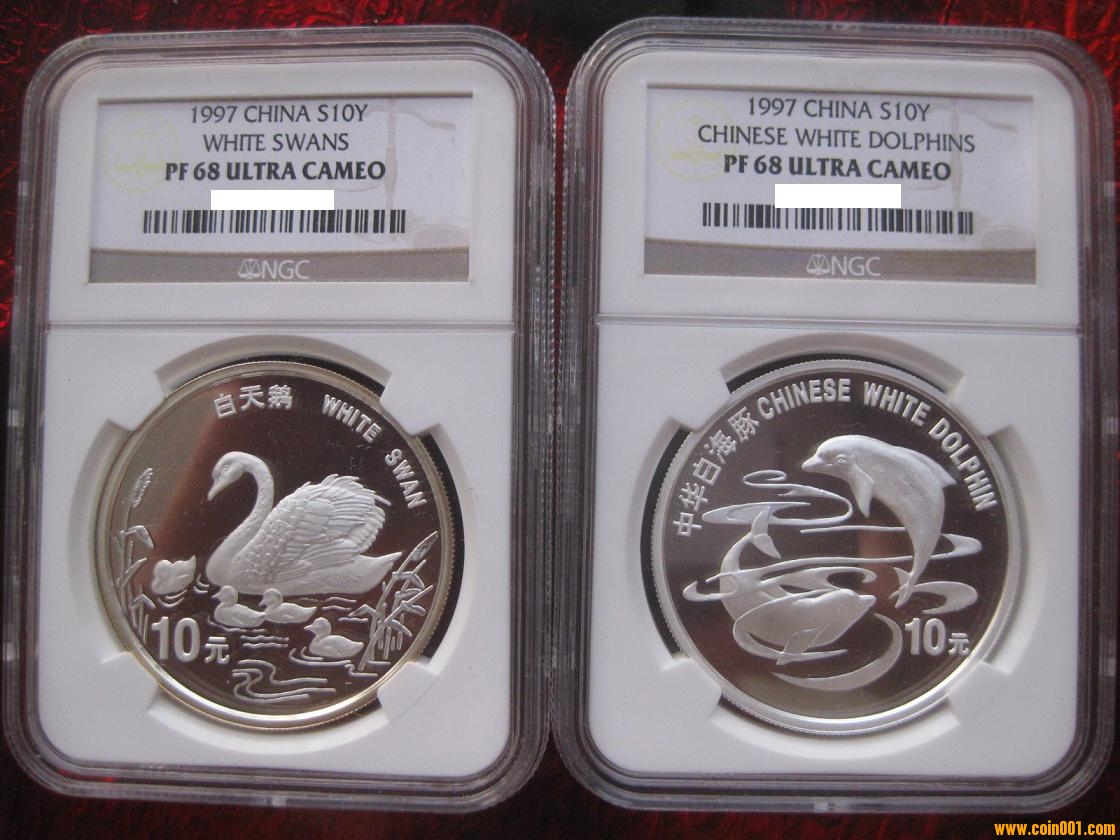 1997 CHINA S10Y
WHITE SWANS
PF 68 ULTRA CAMEO
NGC
白天鹅 WHITE SWAN
10元
1997 CHINA S10Y
CHINESE WHITE DOLPHINS
PF 68 ULTRA CAMEO
NGC
中华白海豚 CHINESE WHITE DOLPHIN
10元
www.coin001.com